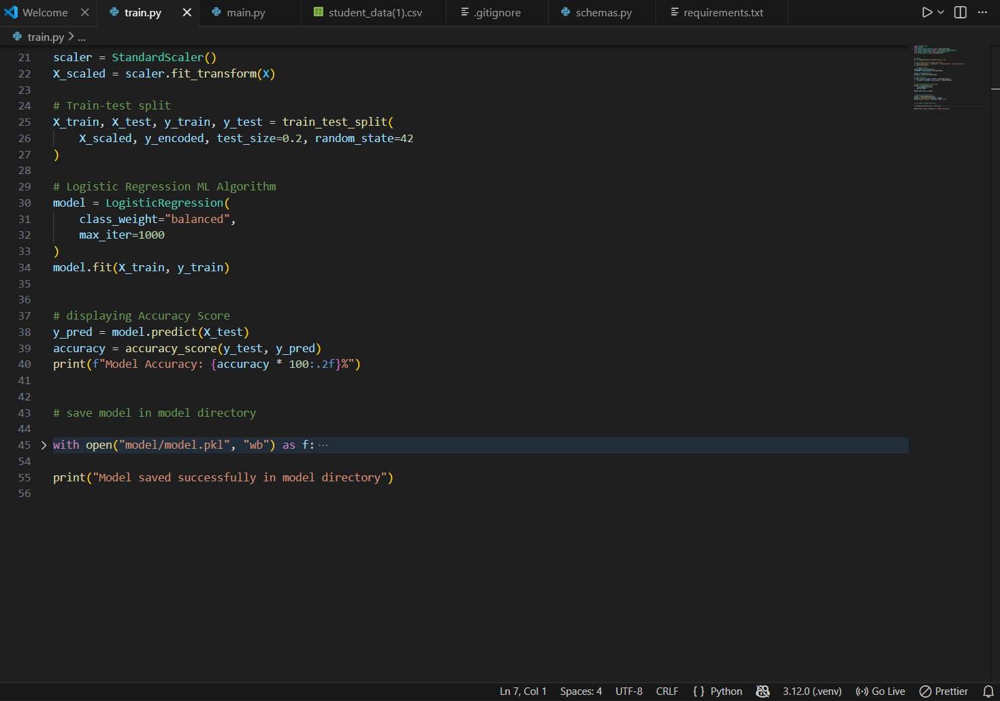 Welcome train.py main.py student_data(1).csv .gitignore schemas.py requirements.txt
train.py > ...
21 scaler = StandardScaler()
22 X_scaled = scaler.fit_transform(X)
23
24 # Train-test split
25 X_train, X_test, y_train, y_test = train_test_split(
26     X_scaled, y_encoded, test_size=0.2, random_state=42
27 )
28
29 # Logistic Regression ML Algorithm
30 model = LogisticRegression(
31     class_weight="balanced",
32     max_iter=1000
33 )
34 model.fit(X_train, y_train)
35
36
37 # displaying Accuracy Score
38 y_pred = model.predict(X_test)
39 accuracy = accuracy_score(y_test, y_pred)
40 print(f"Model Accuracy: {accuracy * 100:.2f}%")
41
42
43 # save model in model directory
44
45 with open("model/model.pkl", "wb") as f:···
54
55 print("Model saved successfully in model directory")
56
Ln 7, Col 1 Spaces: 4 UTF-8 CRLF { } Python 3.12.0 (.venv) Go Live Prettier